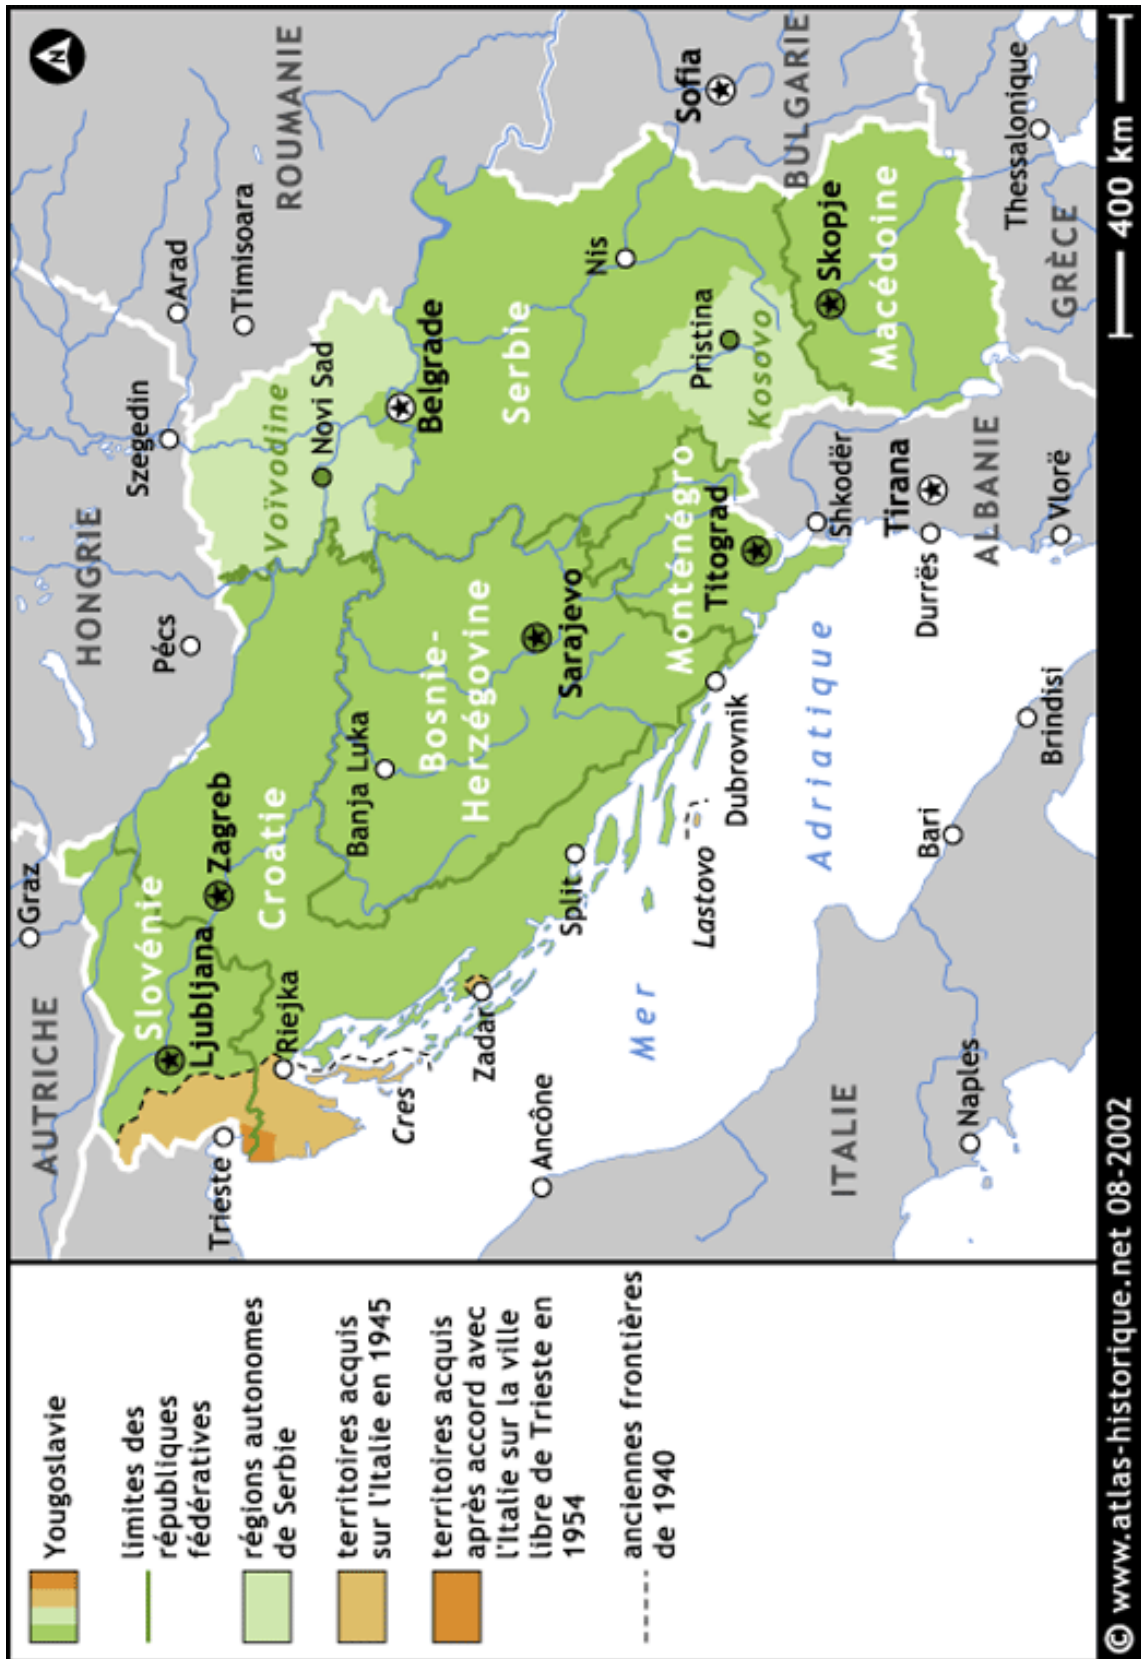 Yougoslavie
limites des
républiques
fédératives
régions autonomes
de Serbie
territoires acquis
sur l'Italie en 1945
territoires acquis
après accord avec
l'Italie sur la ville
libre de Trieste en
1954
anciennes frontières
de 1940
N
AUTRICHE
Graz
HONGRIE
Pécs
Szegedin
Arad
Timisoara
ROUMANIE
Slovénie
Ljubljana
Zagreb
Croatie
Trieste
Riejka
Voïvodine
Novi Sad
Belgrade
Banja Luka
Cres
Zadar
Bosnie-
Herzégovine
Serbie
Sarajevo
Split
Ancône
Nis
Sofia
BULGARIE
Monténégro
Titograd
Pristina
Kosovo
Lastovo
Dubrovnik
Mer
Adriatique
Skopje
Macédoine
Shkodër
Tirana
Durrës
ALBANIE
Vlorë
ITALIE
Bari
Brindisi
Naples
Thessalonique
GRÈCE
© www.atlas-historique.net 08-2002
400 km